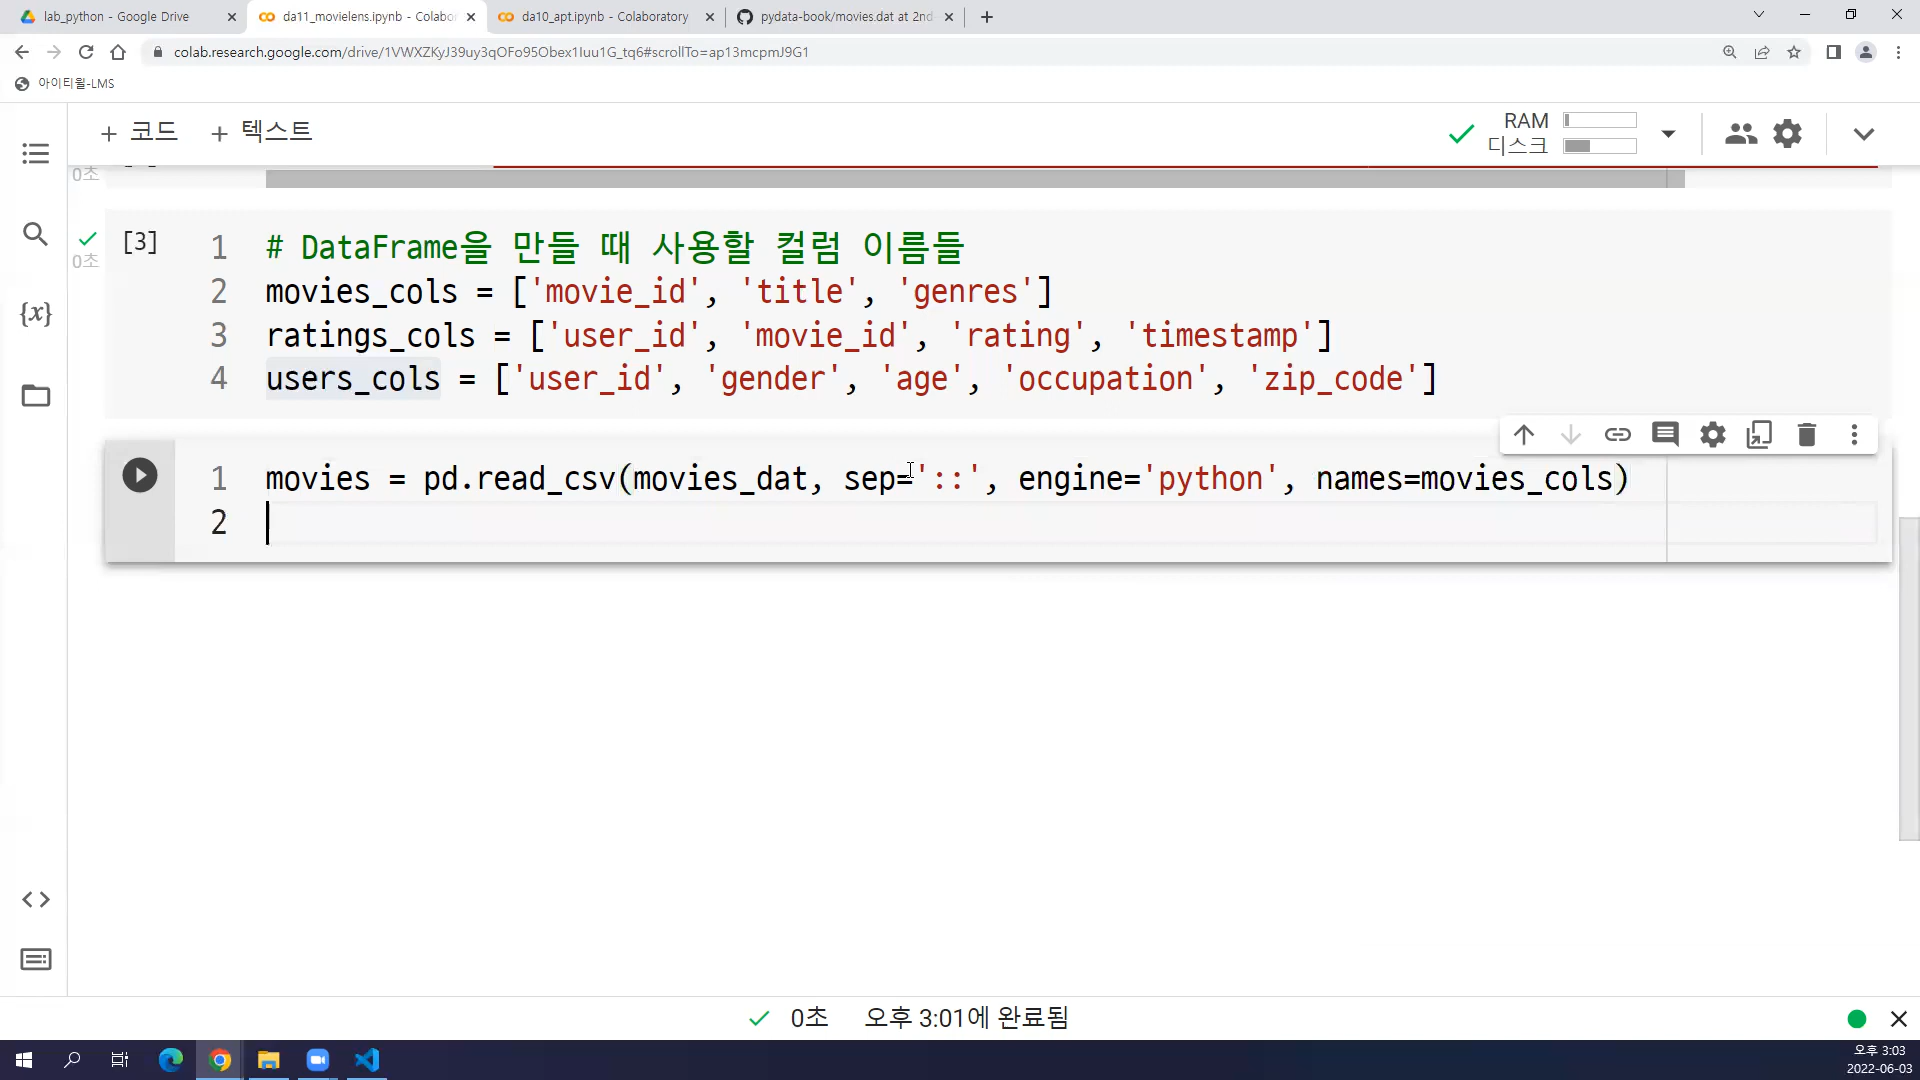 lab_python - Google Drive
da11_movielens.ipynb - Colabor
da10_apt.ipynb - Colaboratory
pydata-book/movies.dat at 2nd
colab.research.google.com/drive/1VWXZKyJ39uy3qOFo95Obex1Iuu1G_tq6#scrollTo=ap13mcpmJ9G1
아이티윌-LMS
+ 코드 + 텍스트
RAM
디스크
0초
[3]
0초
1 # DataFrame을 만들 때 사용할 컬럼 이름들
2 movies_cols = ['movie_id', 'title', 'genres']
3 ratings_cols = ['user_id', 'movie_id', 'rating', 'timestamp']
4 users_cols = ['user_id', 'gender', 'age', 'occupation', 'zip_code']
{x}
1 movies = pd.read_csv(movies_dat, sep='::', engine='python', names=movies_cols)
2
0초 오후 3:01에 완료됨
오후 3:03
2022-06-03